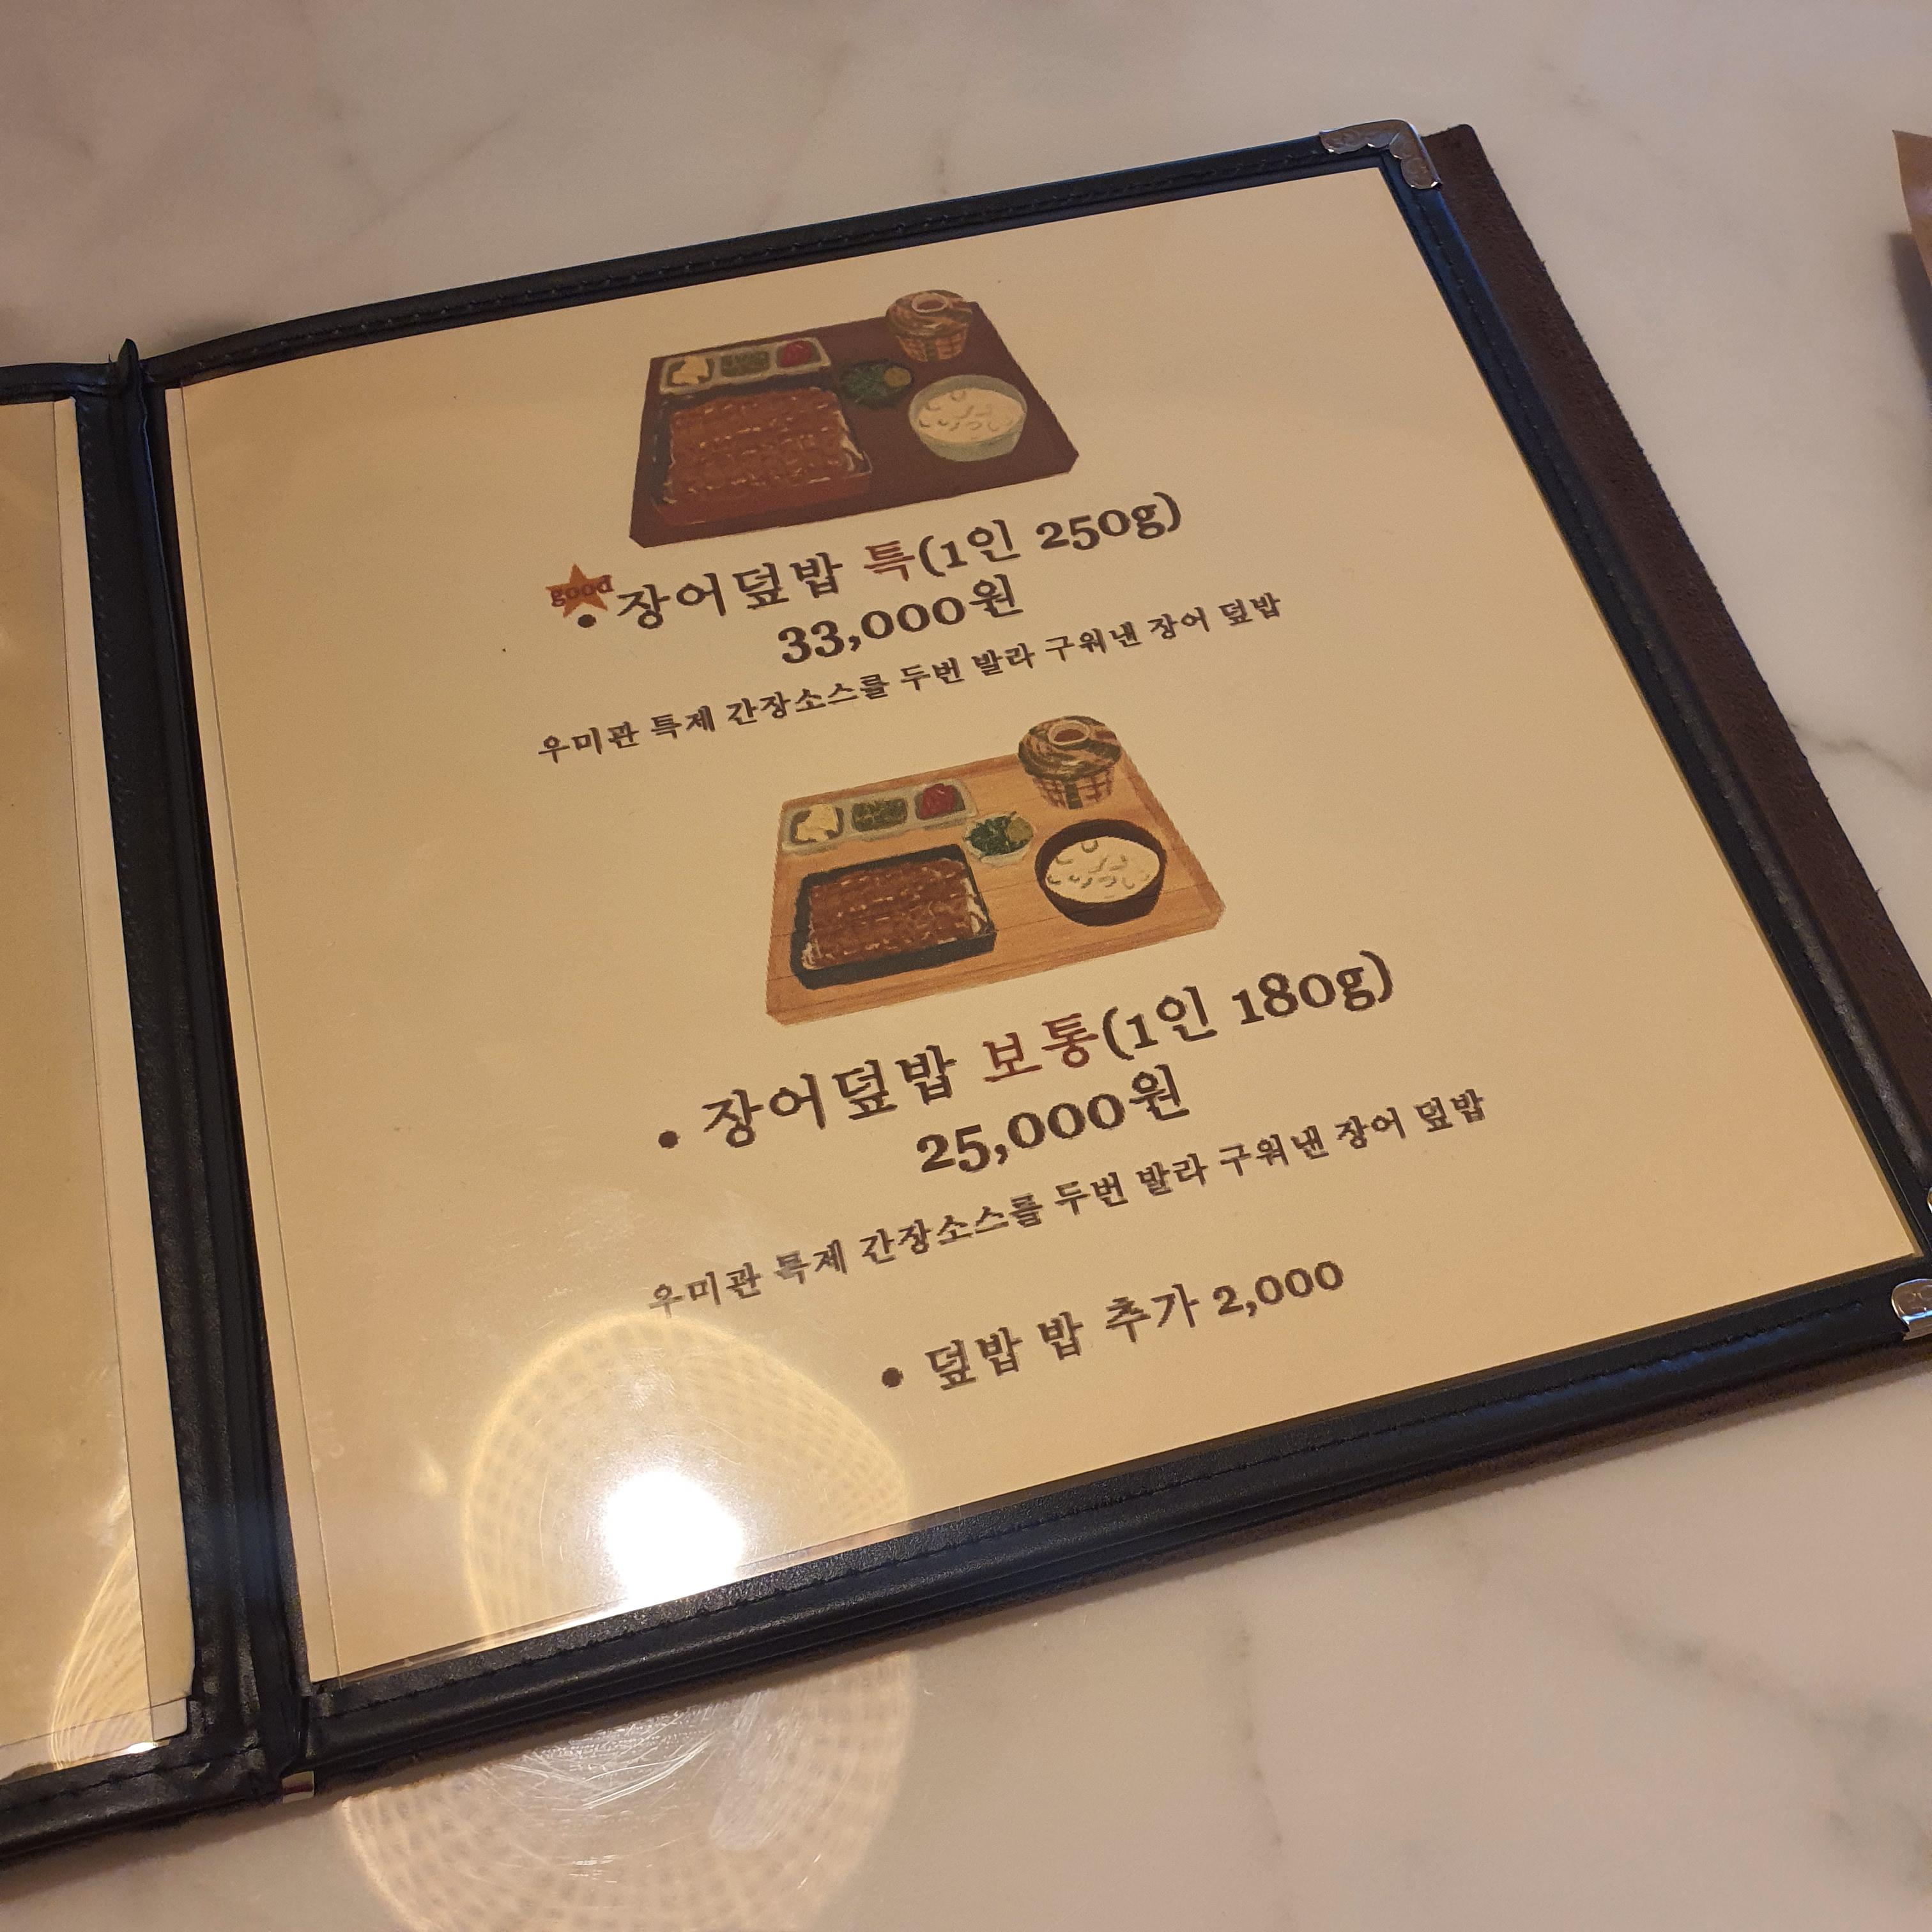 good
• 장어덮밥 특(1인 250g)
33,000원
우미관 특제 간장소스를 두번 발라 구워낸 장어 덮밥
• 장어덮밥 보통(1인 180g)
25,000원
우미관 특제 간장소스를 두번 발라 구워낸 장어 덮밥
• 덮밥 밥 추가 2,000